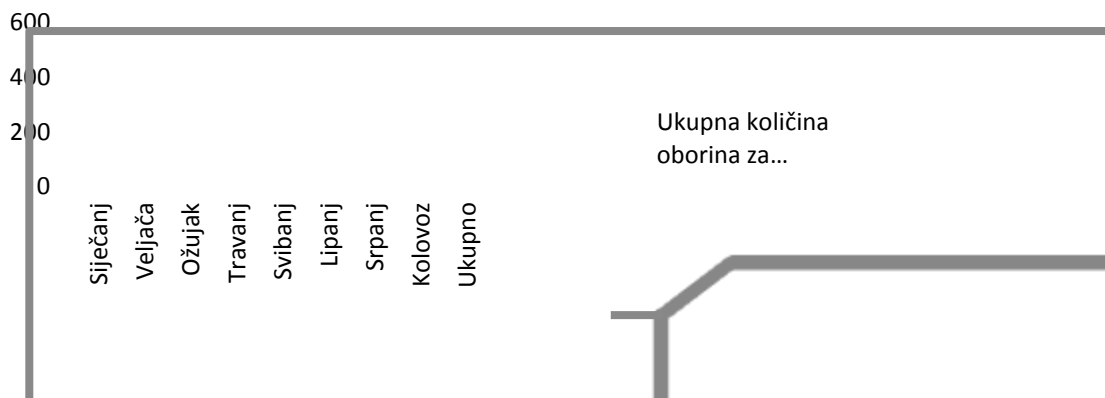 600
400
200
0
Siječanj
Veljača
Ožujak
Travanj
Svibanj
Lipanj
Srpanj
Kolovoz
Ukupno
Ukupna količina
oborina za...